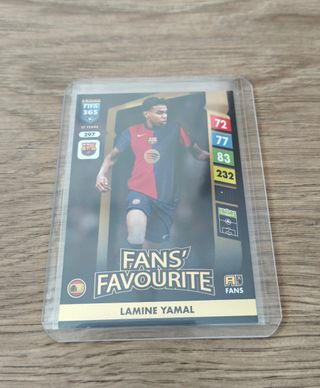 FIFA
365
297
72
77
83
232
FANS'
FAVOURITE
FANS
LAMINE YAMAL